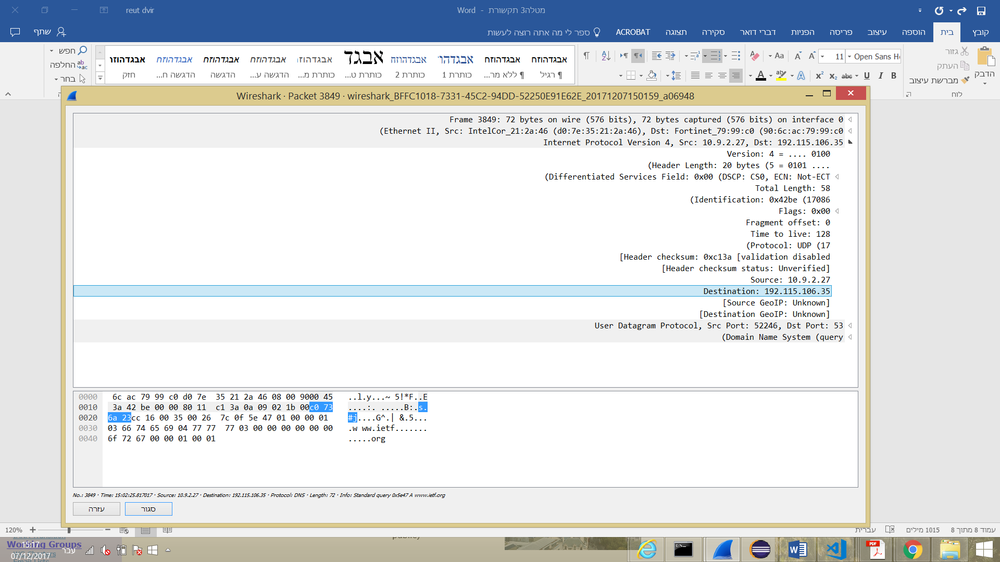 reut dvir
מטלה3 תקשורת - Word
קובץ
בית
הוספה
עיצוב
פריסה
הפניות
דברי דואר
סקירה
תצוגה
ACROBAT
ספר לי מה אתה רוצה לעשות
שתף
הדבק
גזור
העתק
מברשת עיצוב
לוח
Open Sans He
11
Aa
B I U abc x₂ x² A A
אבגדהוזח
¶ רגיל
אבגדהוזח
¶ ללא מר...
אבגדהו
כותרת 1
אבגדהוזח
כותרת 2
אבגד
כותרת ט...
אבגדהוזח
כותרת מ...
אבגדהוזח
הדגשה ע...
אבגדהוזח
הדגשה
אבגדהוזח
הדגשה ח...
אבגדהוזח
חזק
חפש
החלפה
בחר
Wireshark · Packet 3849 · wireshark_BFFC1018-7331-45C2-94DD-52250E91E62E_20171207150159_a06948
Frame 3849: 72 bytes on wire (576 bits), 72 bytes captured (576 bits) on interface 0
(Ethernet II, Src: IntelCor_21:2a:46 (d0:7e:35:21:2a:46), Dst: Fortinet_79:99:c0 (90:6c:ac:79:99:c0
Internet Protocol Version 4, Src: 10.9.2.27, Dst: 192.115.106.35
Version: 4 = .... 0100
(Header Length: 20 bytes (5 = 0101 ....
(Differentiated Services Field: 0x00 (DSCP: CS0, ECN: Not-ECT
Total Length: 58
(Identification: 0x42be (17086
Flags: 0x00
Fragment offset: 0
Time to live: 128
(Protocol: UDP (17
[Header checksum: 0xc13a [validation disabled
[Header checksum status: Unverified]
Source: 10.9.2.27
Destination: 192.115.106.35
[Source GeoIP: Unknown]
[Destination GeoIP: Unknown]
User Datagram Protocol, Src Port: 52246, Dst Port: 53
(Domain Name System (query
0000 6c ac 79 99 c0 d0 7e 35 21 2a 46 08 00 9000 45 ..l.y...~ 5!*F..E
0010 3a 42 be 00 00 80 11 c1 3a 0a 09 02 1b 00c0 73 ....:. .....B:.s.
0020 6a 23cc 16 00 35 00 26 7c 0f 5e 47 01 00 00 01 #j....G^.| &.5...
0030 03 66 74 65 69 04 77 77 77 03 00 00 00 00 00 00 .w ww.ietf.......
0040 6f 72 67 00 00 01 00 01 .....org
No.: 3849 · Time: 15:02:25.817017 · Source: 10.9.2.27 · Destination: 192.115.106.35 · Protocol: DNS · Length: 72 · Info: Standard query 0x5e47 A www.ietf.org
עזרה
סגור
עמוד 8 מתוך 8
1015 מילים
עברית
120%
Working Groups
15:17
עבר
07/12/2017
PDF